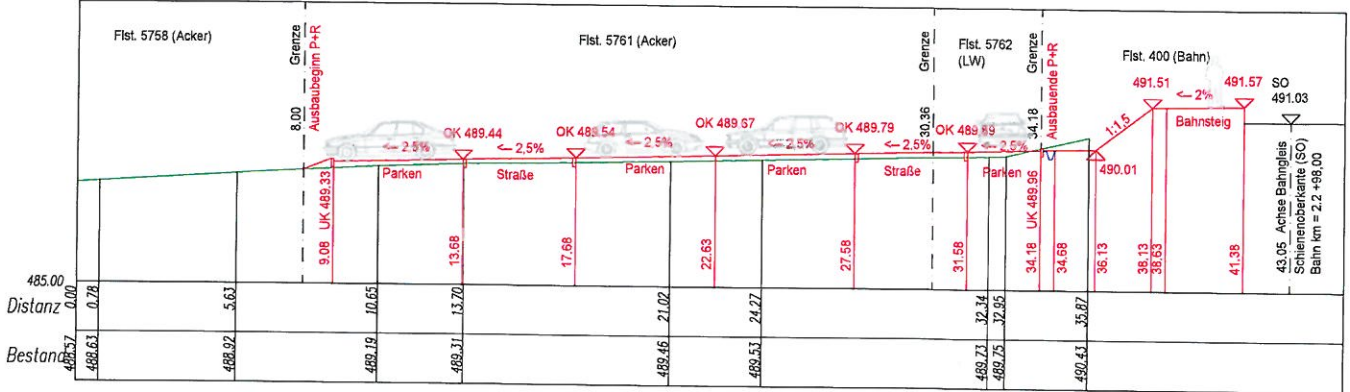 Flst. 5758 (Acker)
Grenze
8.00
Ausbaubeginn P+R
Flst. 5761 (Acker)
Grenze
30.36
Flst. 5762
(LW)
Grenze
34.18
Ausbauende P+R
Flst. 400 (Bahn)
491.51
<-- 2%
491.57
SO
491.03
Bahnsteig
1:1,5
490.01
OK 489.44
OK 489.54
OK 489.67
OK 489.79
OK 489.89
<-- 2,5%
<-- 2,5%
<-- 2,5%
<-- 2,5%
<-- 2,5%
<-- 2,5%
Parken
Straße
Parken
Parken
Straße
Parken
9.08 UK 489.33
13.68
17.68
22.63
27.58
31.58
34.18 UK 489.96
34.68
36.13
38.13
38.63
41.38
43.05 Achse Bahngleis
Schienenoberkante (SO)
Bahn km = 2.2 +98,00
485.00
Distanz 0.00 0.78 5.63 10.65 13.70 21.02 24.27 32.34 32.95 35.87
Bestand 488.57 488.63 488.92 489.19 489.31 489.46 489.53 489.73 489.75 490.43